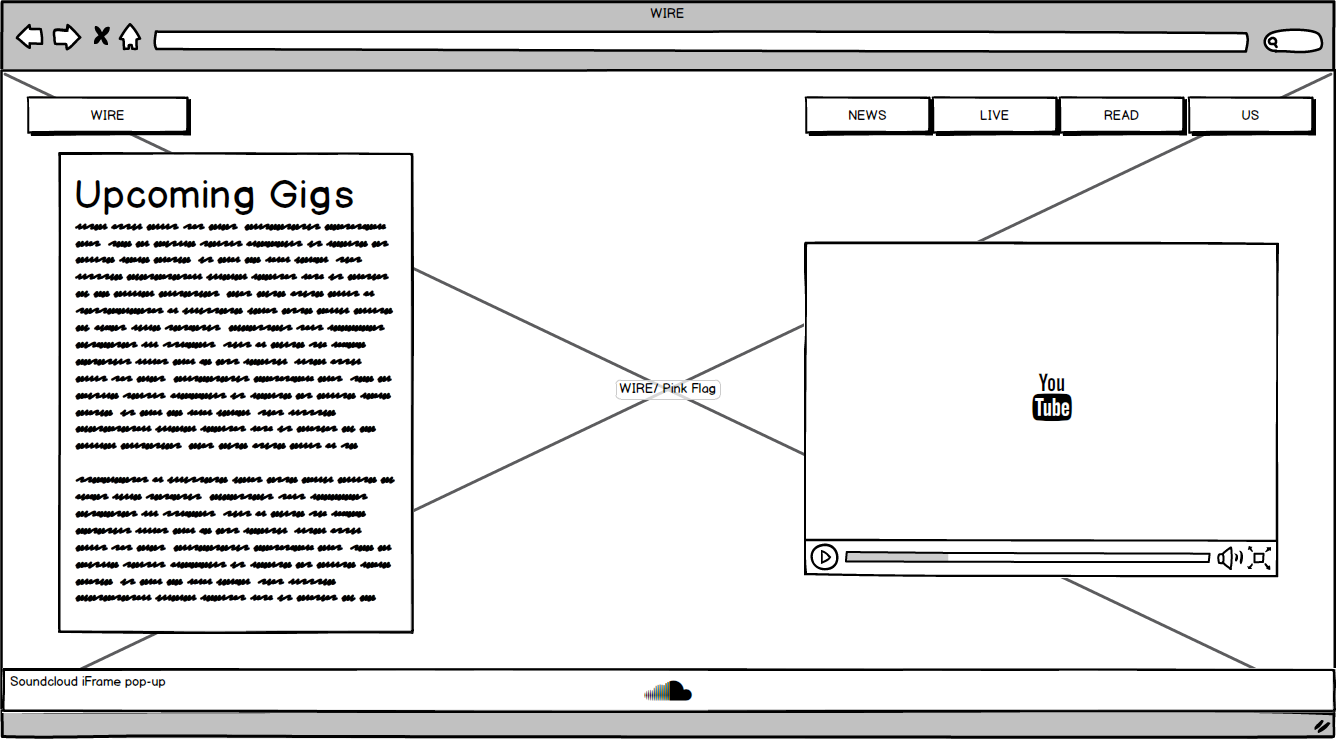 WIRE
WIRE
NEWS
LIVE
READ
US
Upcoming Gigs
WIRE/ Pink Flag
You
Tube
Soundcloud iFrame pop-up